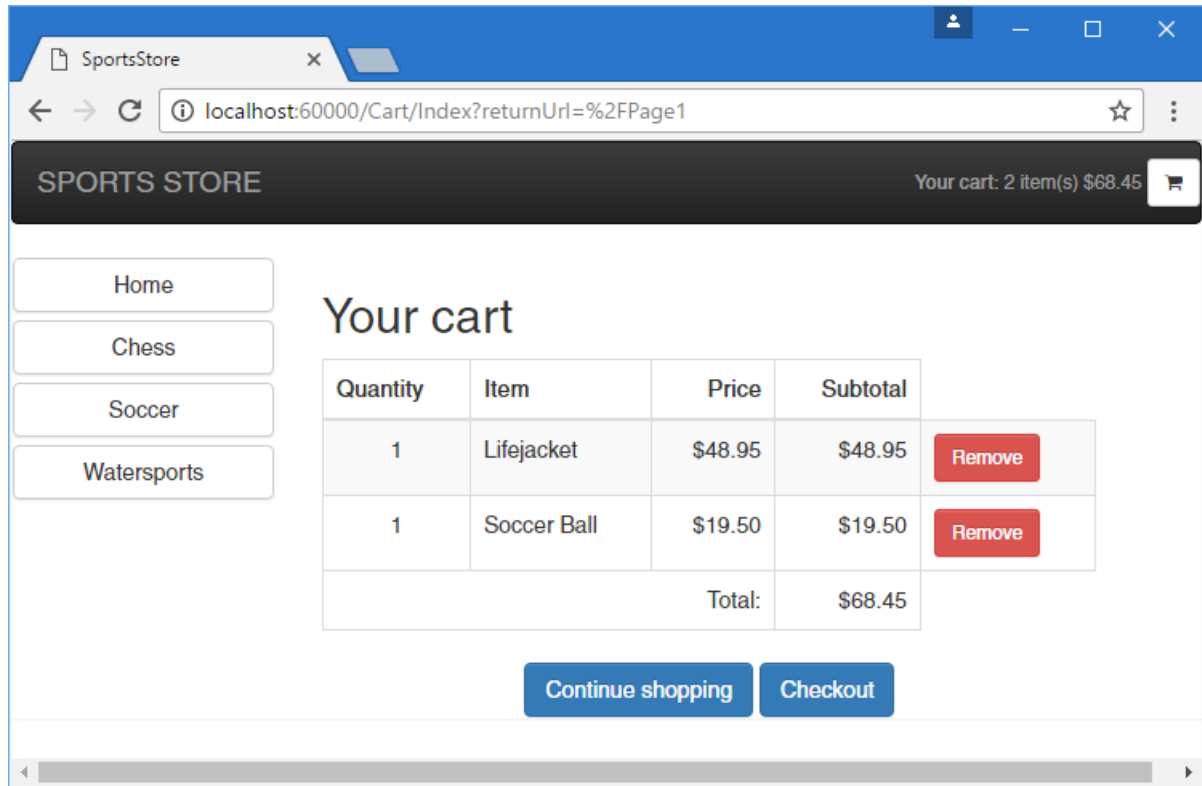 SportsStore
localhost:60000/Cart/Index?returnUrl=%2FPage1
SPORTS STORE Your cart: 2 item(s) $68.45
Home
Chess
Soccer
Watersports
Your cart
Quantity Item Price Subtotal
1 Lifejacket $48.95 $48.95 Remove
1 Soccer Ball $19.50 $19.50 Remove
Total: $68.45
Continue shopping Checkout